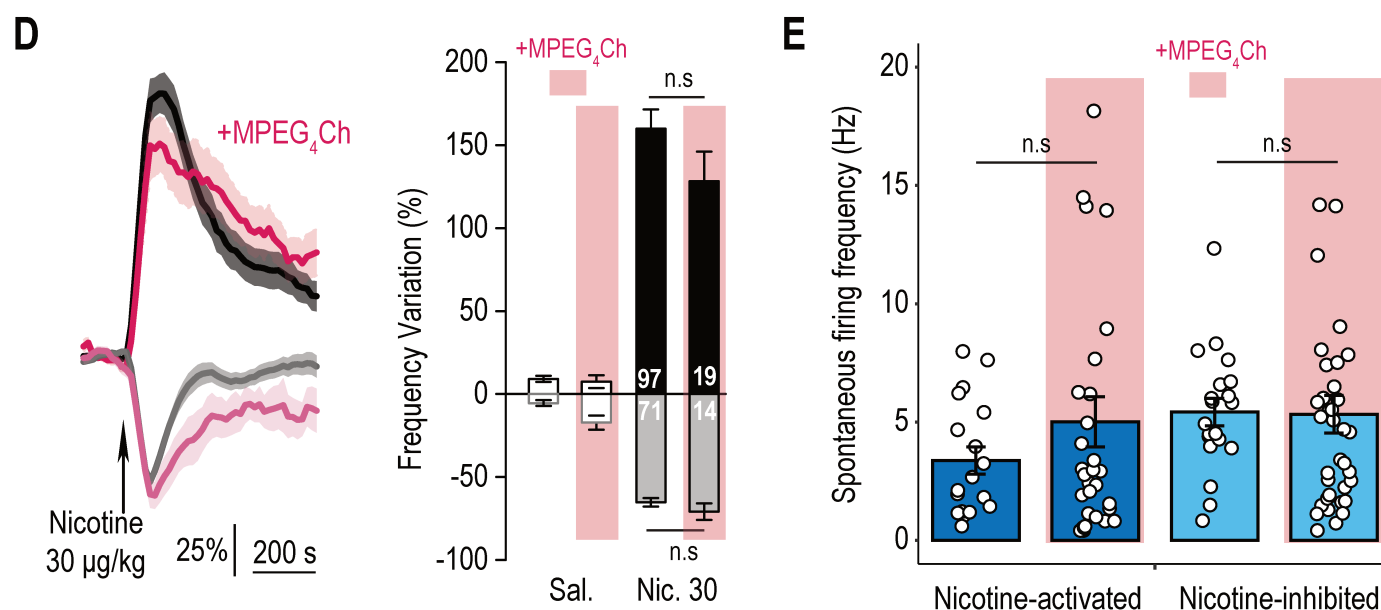 D
+MPEG₄Ch
Nicotine
30 µg/kg
25%
200 s
+MPEG₄Ch
Frequency Variation (%)
200
150
100
50
0
-50
-100
n.s
97
19
71
14
n.s
Sal.
Nic. 30
E
+MPEG₄Ch
Spontaneous firing frequency (Hz)
20
15
10
5
0
n.s
n.s
Nicotine-activated
Nicotine-inhibited